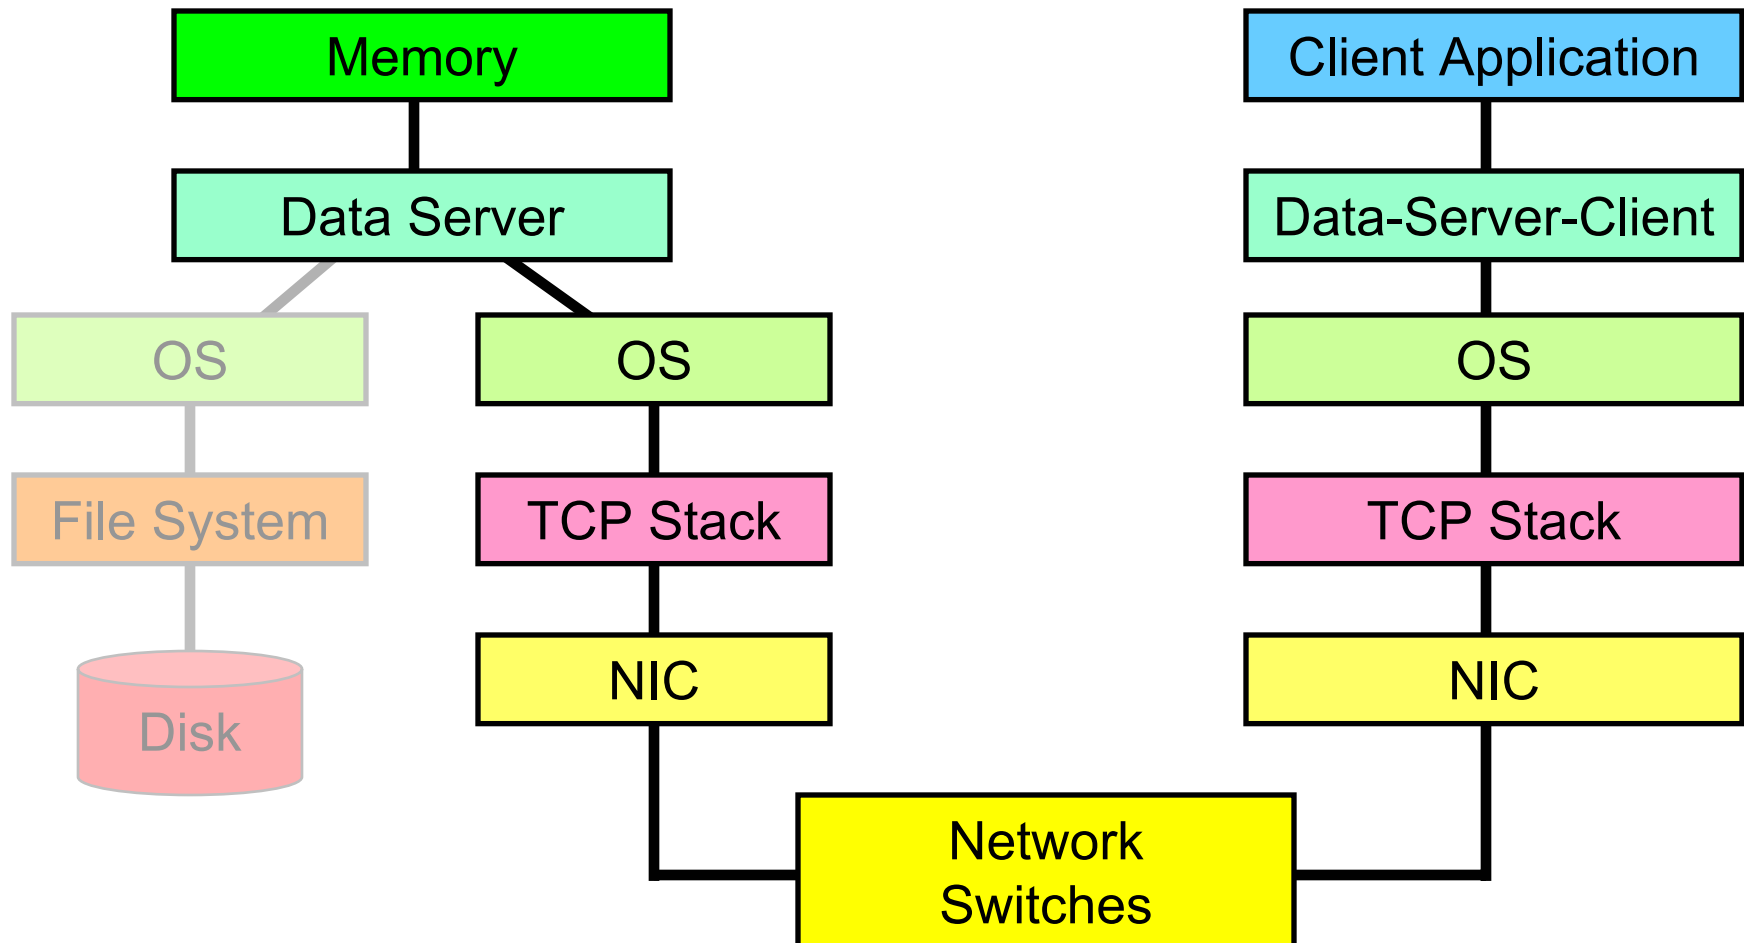 Memory
Client Application
Data Server
Data-Server-Client
OS
OS
OS
File System
TCP Stack
TCP Stack
NIC
NIC
Disk
Network
Switches